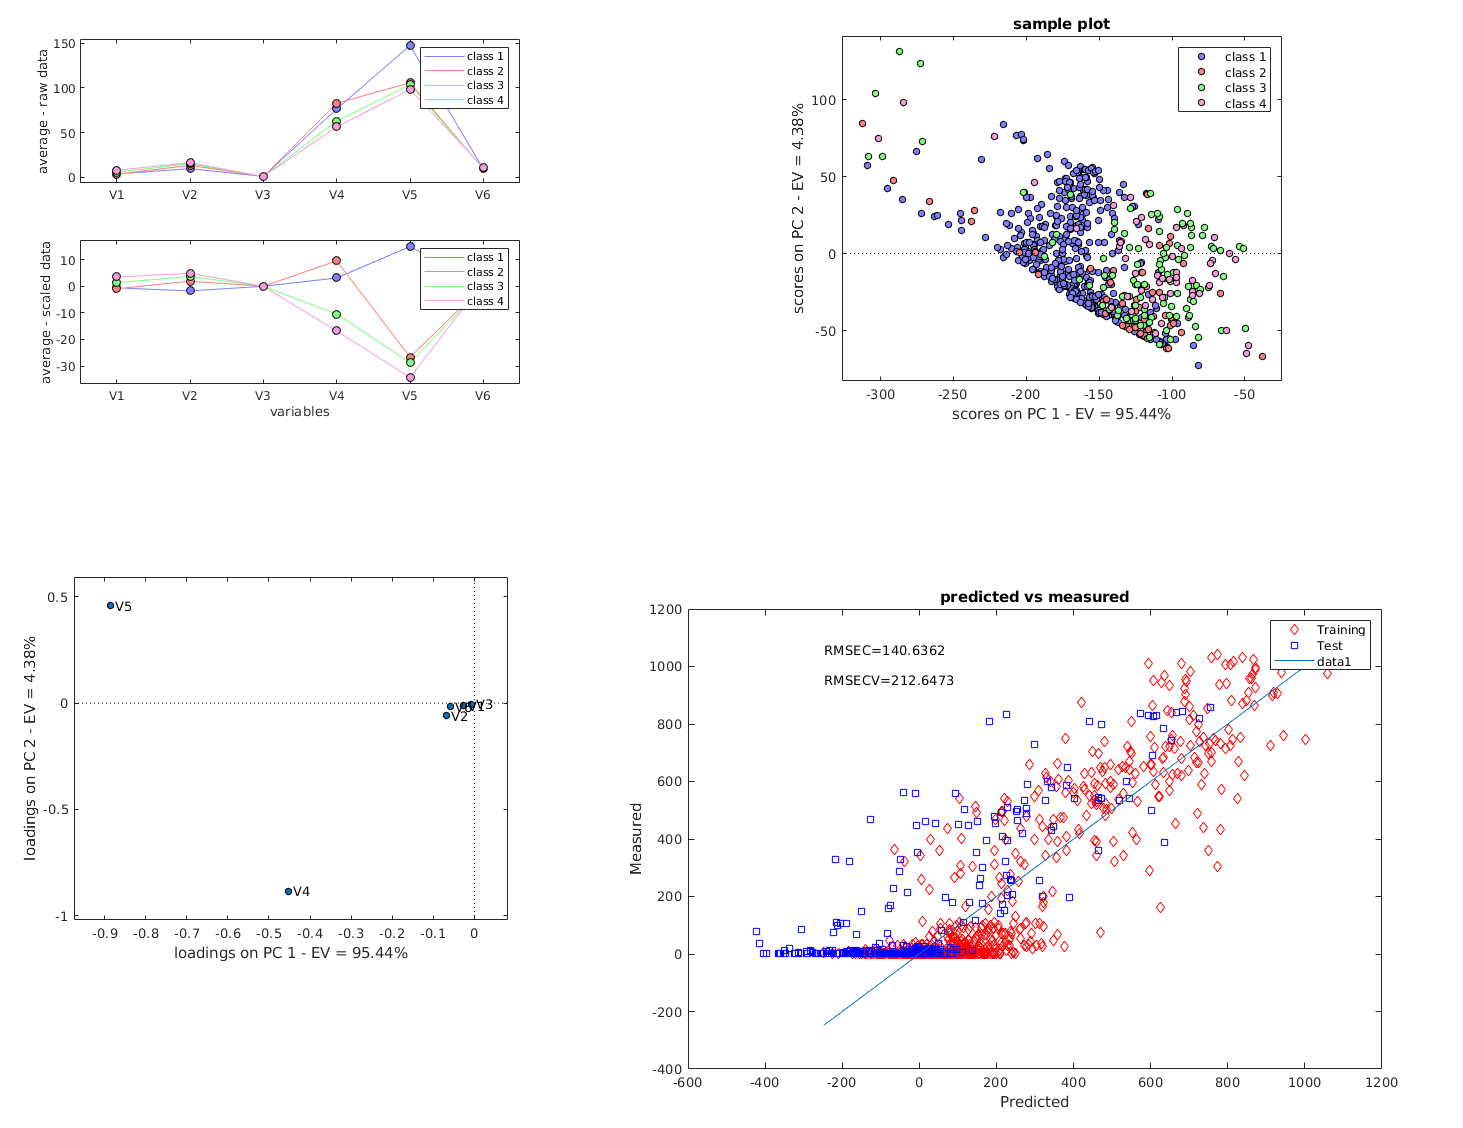 average - raw data
150
100
50
0
V1 V2 V3 V4 V5 V6
class 1
class 2
class 3
class 4
average - scaled data
10
0
-10
-20
-30
V1 V2 V3 V4 V5 V6
variables
class 1
class 2
class 3
class 4
sample plot
scores on PC 2 - EV = 4.38%
100
50
0
-50
-300 -250 -200 -150 -100 -50
scores on PC 1 - EV = 95.44%
class 1
class 2
class 3
class 4
loadings on PC 2 - EV = 4.38%
0.5
0
-0.5
-1
V5
V3
V2
V4
-0.9 -0.8 -0.7 -0.6 -0.5 -0.4 -0.3 -0.2 -0.1 0
loadings on PC 1 - EV = 95.44%
predicted vs measured
Measured
1200
1000
800
600
400
200
0
-200
-400
RMSEC=140.6362
RMSECV=212.6473
Training
Test
data1
-600 -400 -200 0 200 400 600 800 1000 1200
Predicted